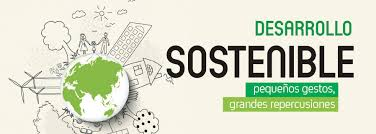 DESARROLLO
SOSTENIBLE
pequeños gestos,
grandes repercusiones